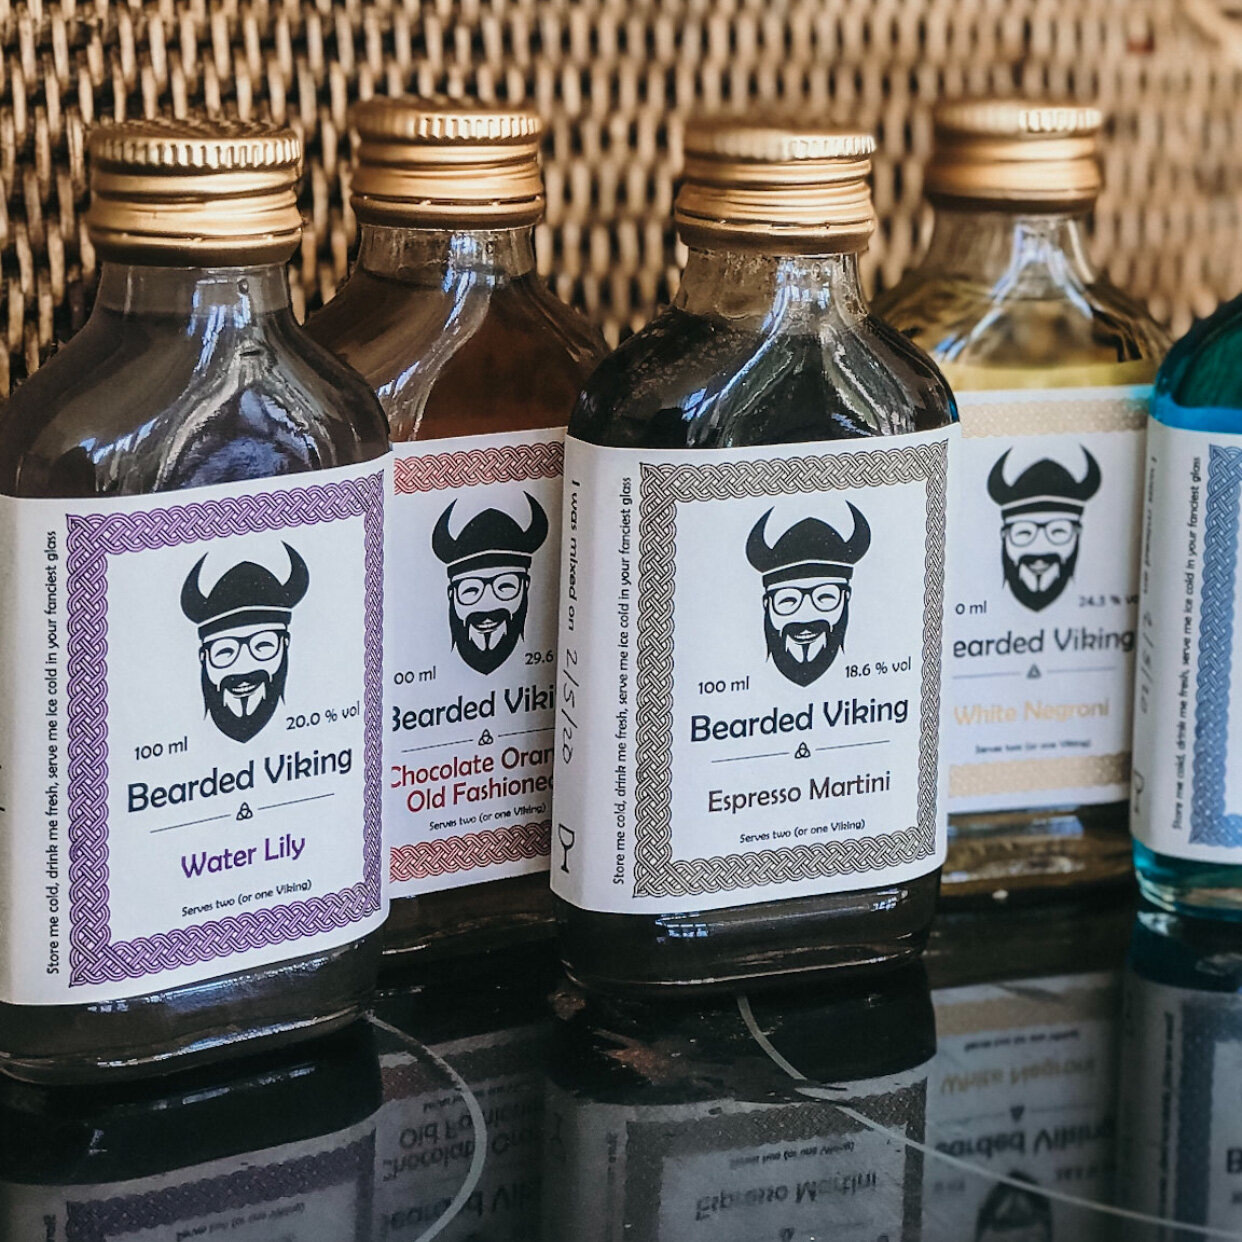 Store me cold, drink me fresh, serve me ice cold in your fanciest glass
100 ml
20.0 % vol
Bearded Viking
Water Lily
Serves two (or one Viking)
00 ml
29.6
Bearded Viki
Chocolate Oran
Old Fashioned
Serves two (or one Viking)
I was mixed on 2/5/20
Store me cold, drink me fresh, serve me ice cold in your fanciest glass
100 ml
18.6 % vol
Bearded Viking
Espresso Martini
Serves two (or one Viking)
0 ml
24.3 % vo
earded Viking
White Negroni
Serves two (or one Viking)
I was mixed on
Store me cold, drink me fresh, serve me ice cold in your fanciest glass